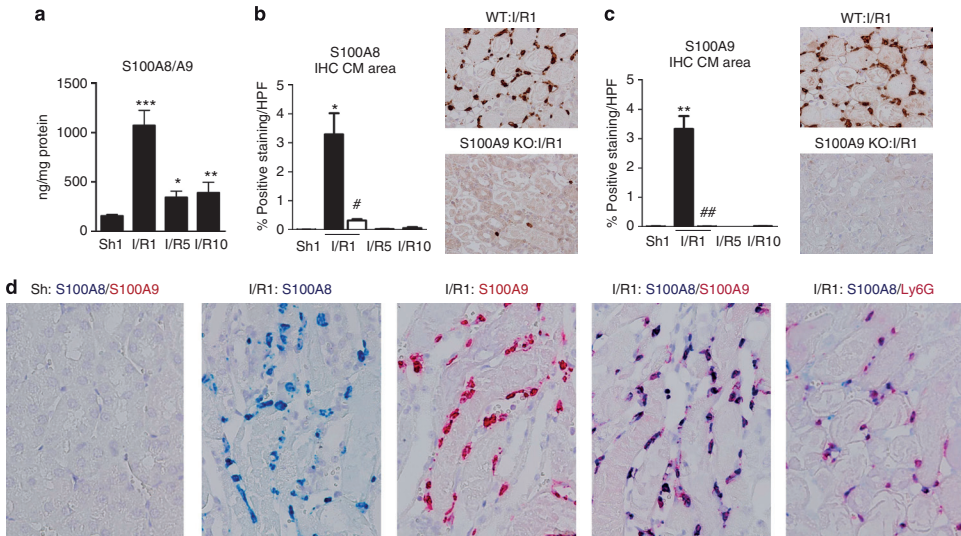 a
S100A8/A9
ng/mg protein
1500
1000
500
0
***
*
**
Sh1 I/R1 I/R5 I/R10
b
S100A8
IHC CM area
% Positive staining/HPF
5
4
3
2
1
0
*
#
Sh1 I/R1 I/R5 I/R10
WT:I/R1
S100A9 KO:I/R1
c
S100A9
IHC CM area
% Positive staining/HPF
5
4
3
2
1
0
**
##
Sh1 I/R1 I/R5 I/R10
WT:I/R1
S100A9 KO:I/R1
d
Sh: S100A8/S100A9
I/R1: S100A8
I/R1: S100A9
I/R1: S100A8/S100A9
I/R1: S100A8/Ly6G